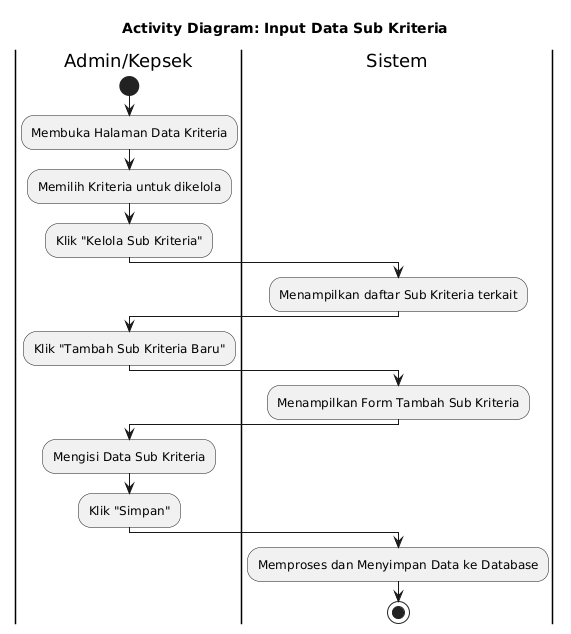 Activity Diagram: Input Data Sub Kriteria
Admin/Kepsek
Sistem
Membuka Halaman Data Kriteria
Memilih Kriteria untuk dikelola
Klik "Kelola Sub Kriteria"
Menampilkan daftar Sub Kriteria terkait
Klik "Tambah Sub Kriteria Baru"
Menampilkan Form Tambah Sub Kriteria
Mengisi Data Sub Kriteria
Klik "Simpan"
Memproses dan Menyimpan Data ke Database